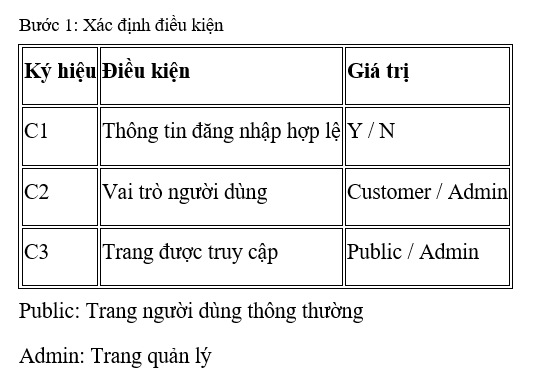 Bước 1: Xác định điều kiện
Ký hiệu Điều kiện Giá trị
C1 Thông tin đăng nhập hợp lệ Y / N
C2 Vai trò người dùng Customer / Admin
C3 Trang được truy cập Public / Admin
Public: Trang người dùng thông thường
Admin: Trang quản lý